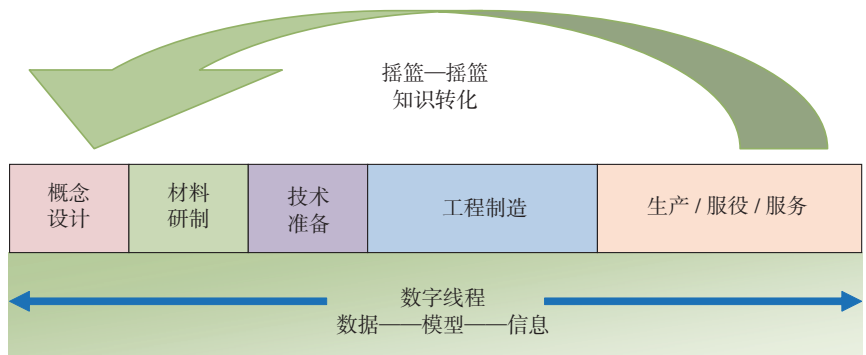 摇篮—摇篮
知识转化
概念
设计
材料
研制
技术
准备
工程制造
生产 / 服役 / 服务
数字线程
数据——模型——信息